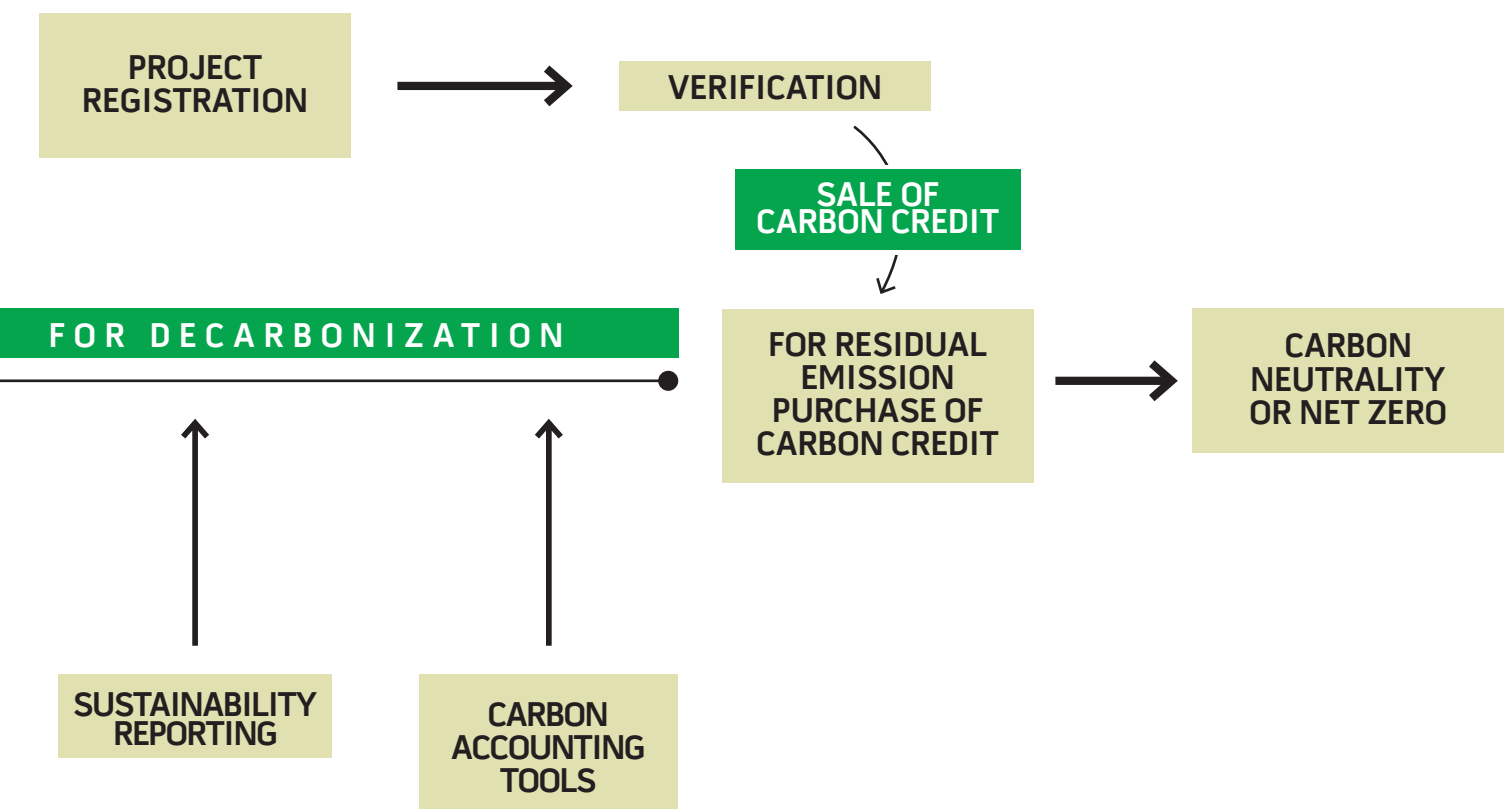 PROJECT
REGISTRATION
VERIFICATION
SALE OF
CARBON CREDIT
FOR DECARBONIZATION
FOR RESIDUAL
EMISSION
PURCHASE OF
CARBON CREDIT
CARBON
NEUTRALITY
OR NET ZERO
SUSTAINABILITY
REPORTING
CARBON
ACCOUNTING
TOOLS